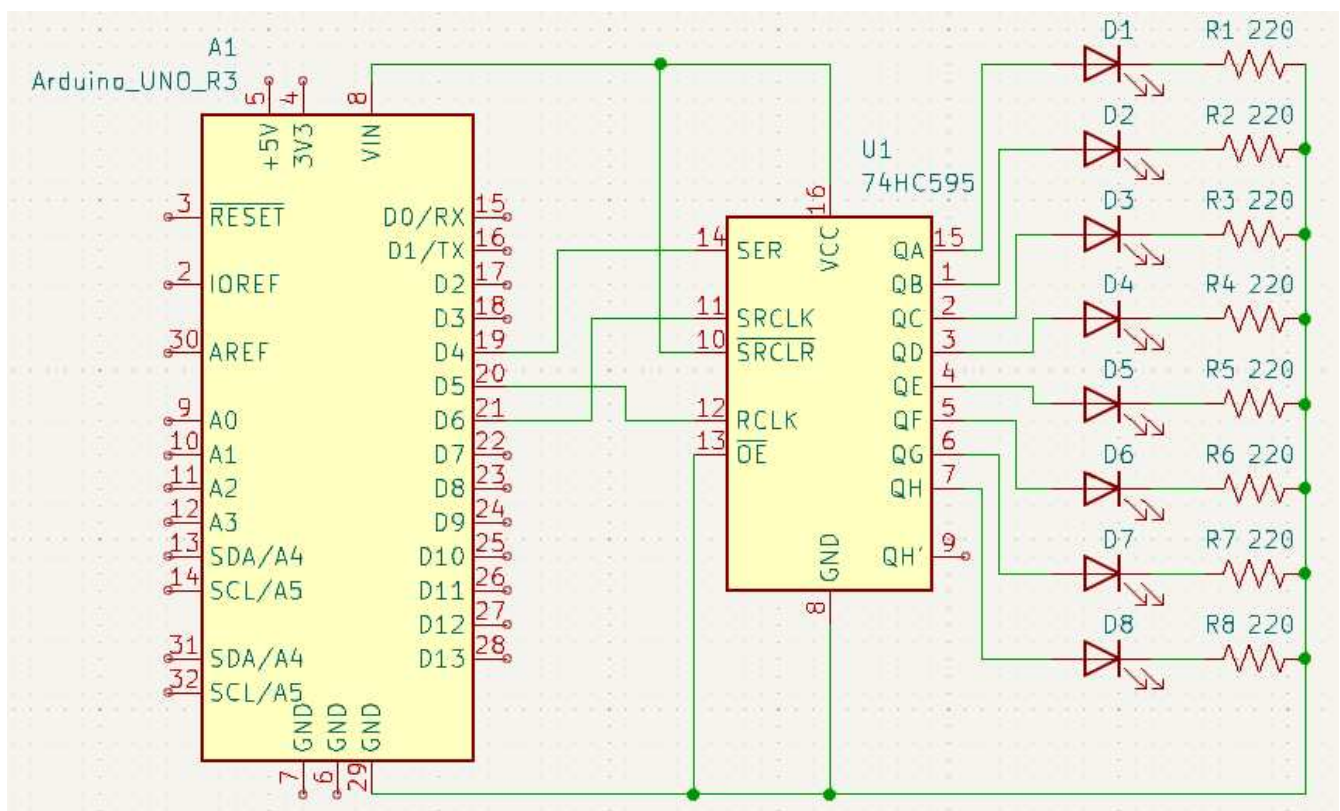 A1
Arduino_UNO_R3
5
4
8
+5V
3V3
VIN
3
RESET
D0/RX
15
D1/TX
16
2
IOREF
D2
17
D3
18
30
AREF
D4
19
D5
20
9
A0
D6
21
10
A1
D7
22
11
A2
D8
23
12
A3
D9
24
13
SDA/A4
D10
25
14
SCL/A5
D11
26
D12
27
31
SDA/A4
D13
28
32
SCL/A5
GND
GND
GND
7
6
29
U1
74HC595
16
VCC
14
SER
QA
15
QB
1
11
SRCLK
QC
2
10
SRCLR
QD
3
QE
4
12
RCLK
QF
5
13
OE
QG
6
QH
7
QH'
9
GND
8
D1
R1 220
D2
R2 220
D3
R3 220
D4
R4 220
D5
R5 220
D6
R6 220
D7
R7 220
D8
R8 220